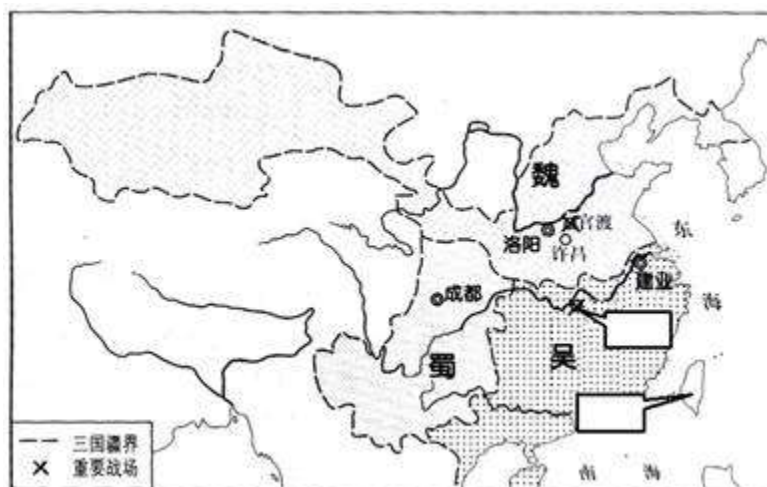 魏
官渡
洛阳
许昌
东
海
建业
成都
蜀
吴
三国疆界
重要战场
南 海